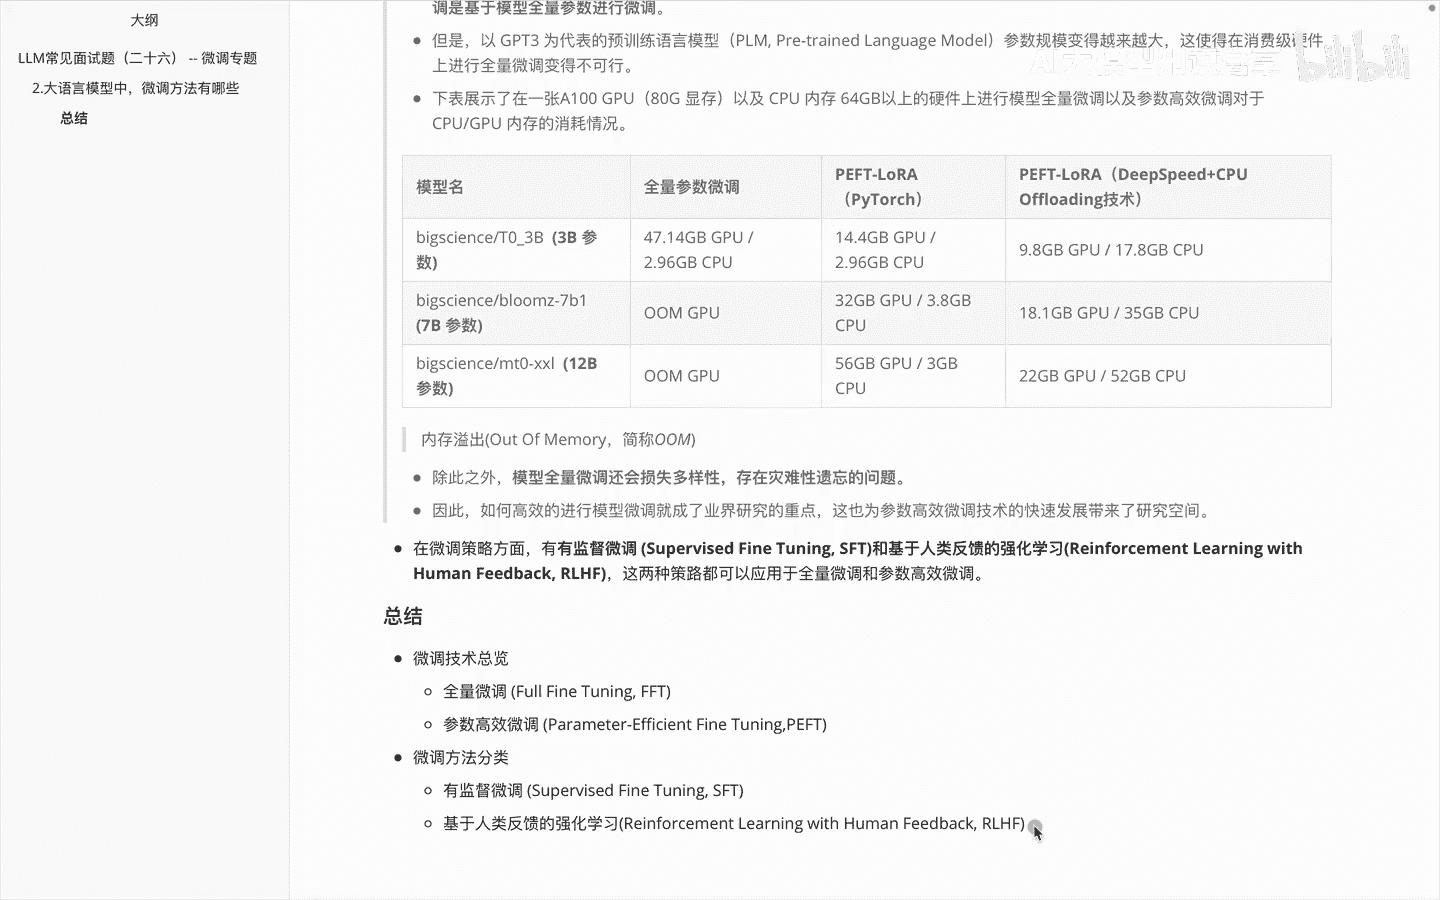 大纲
LLM常见面试题（二十六） -- 微调专题
2.大语言模型中，微调方法有哪些
总结
调是基于模型全量参数进行微调。
但是，以 GPT3 为代表的预训练语言模型（PLM, Pre-trained Language Model）参数规模变得越来越大，这使得在消费级硬件
上进行全量微调变得不可行。
下表展示了在一张A100 GPU（80G 显存）以及 CPU 内存 64GB以上的硬件上进行模型全量微调以及参数高效微调对于
CPU/GPU 内存的消耗情况。
模型名
全量参数微调
PEFT-LoRA
（PyTorch）
PEFT-LoRA（DeepSpeed+CPU
Offloading技术）
bigscience/T0_3B (3B 参
数)
47.14GB GPU /
2.96GB CPU
14.4GB GPU /
2.96GB CPU
9.8GB GPU / 17.8GB CPU
bigscience/bloomz-7b1
(7B 参数)
OOM GPU
32GB GPU / 3.8GB
CPU
18.1GB GPU / 35GB CPU
bigscience/mt0-xxl (12B
参数)
OOM GPU
56GB GPU / 3GB
CPU
22GB GPU / 52GB CPU
内存溢出(Out Of Memory，简称OOM)
除此之外，模型全量微调还会损失多样性，存在灾难性遗忘的问题。
因此，如何高效的进行模型微调就成了业界研究的重点，这也为参数高效微调技术的快速发展带来了研究空间。
在微调策略方面，有有监督微调 (Supervised Fine Tuning, SFT)和基于人类反馈的强化学习(Reinforcement Learning with
Human Feedback, RLHF)，这两种策路都可以应用于全量微调和参数高效微调。
总结
微调技术总览
全量微调 (Full Fine Tuning, FFT)
参数高效微调 (Parameter-Efficient Fine Tuning,PEFT)
微调方法分类
有监督微调 (Supervised Fine Tuning, SFT)
基于人类反馈的强化学习(Reinforcement Learning with Human Feedback, RLHF)